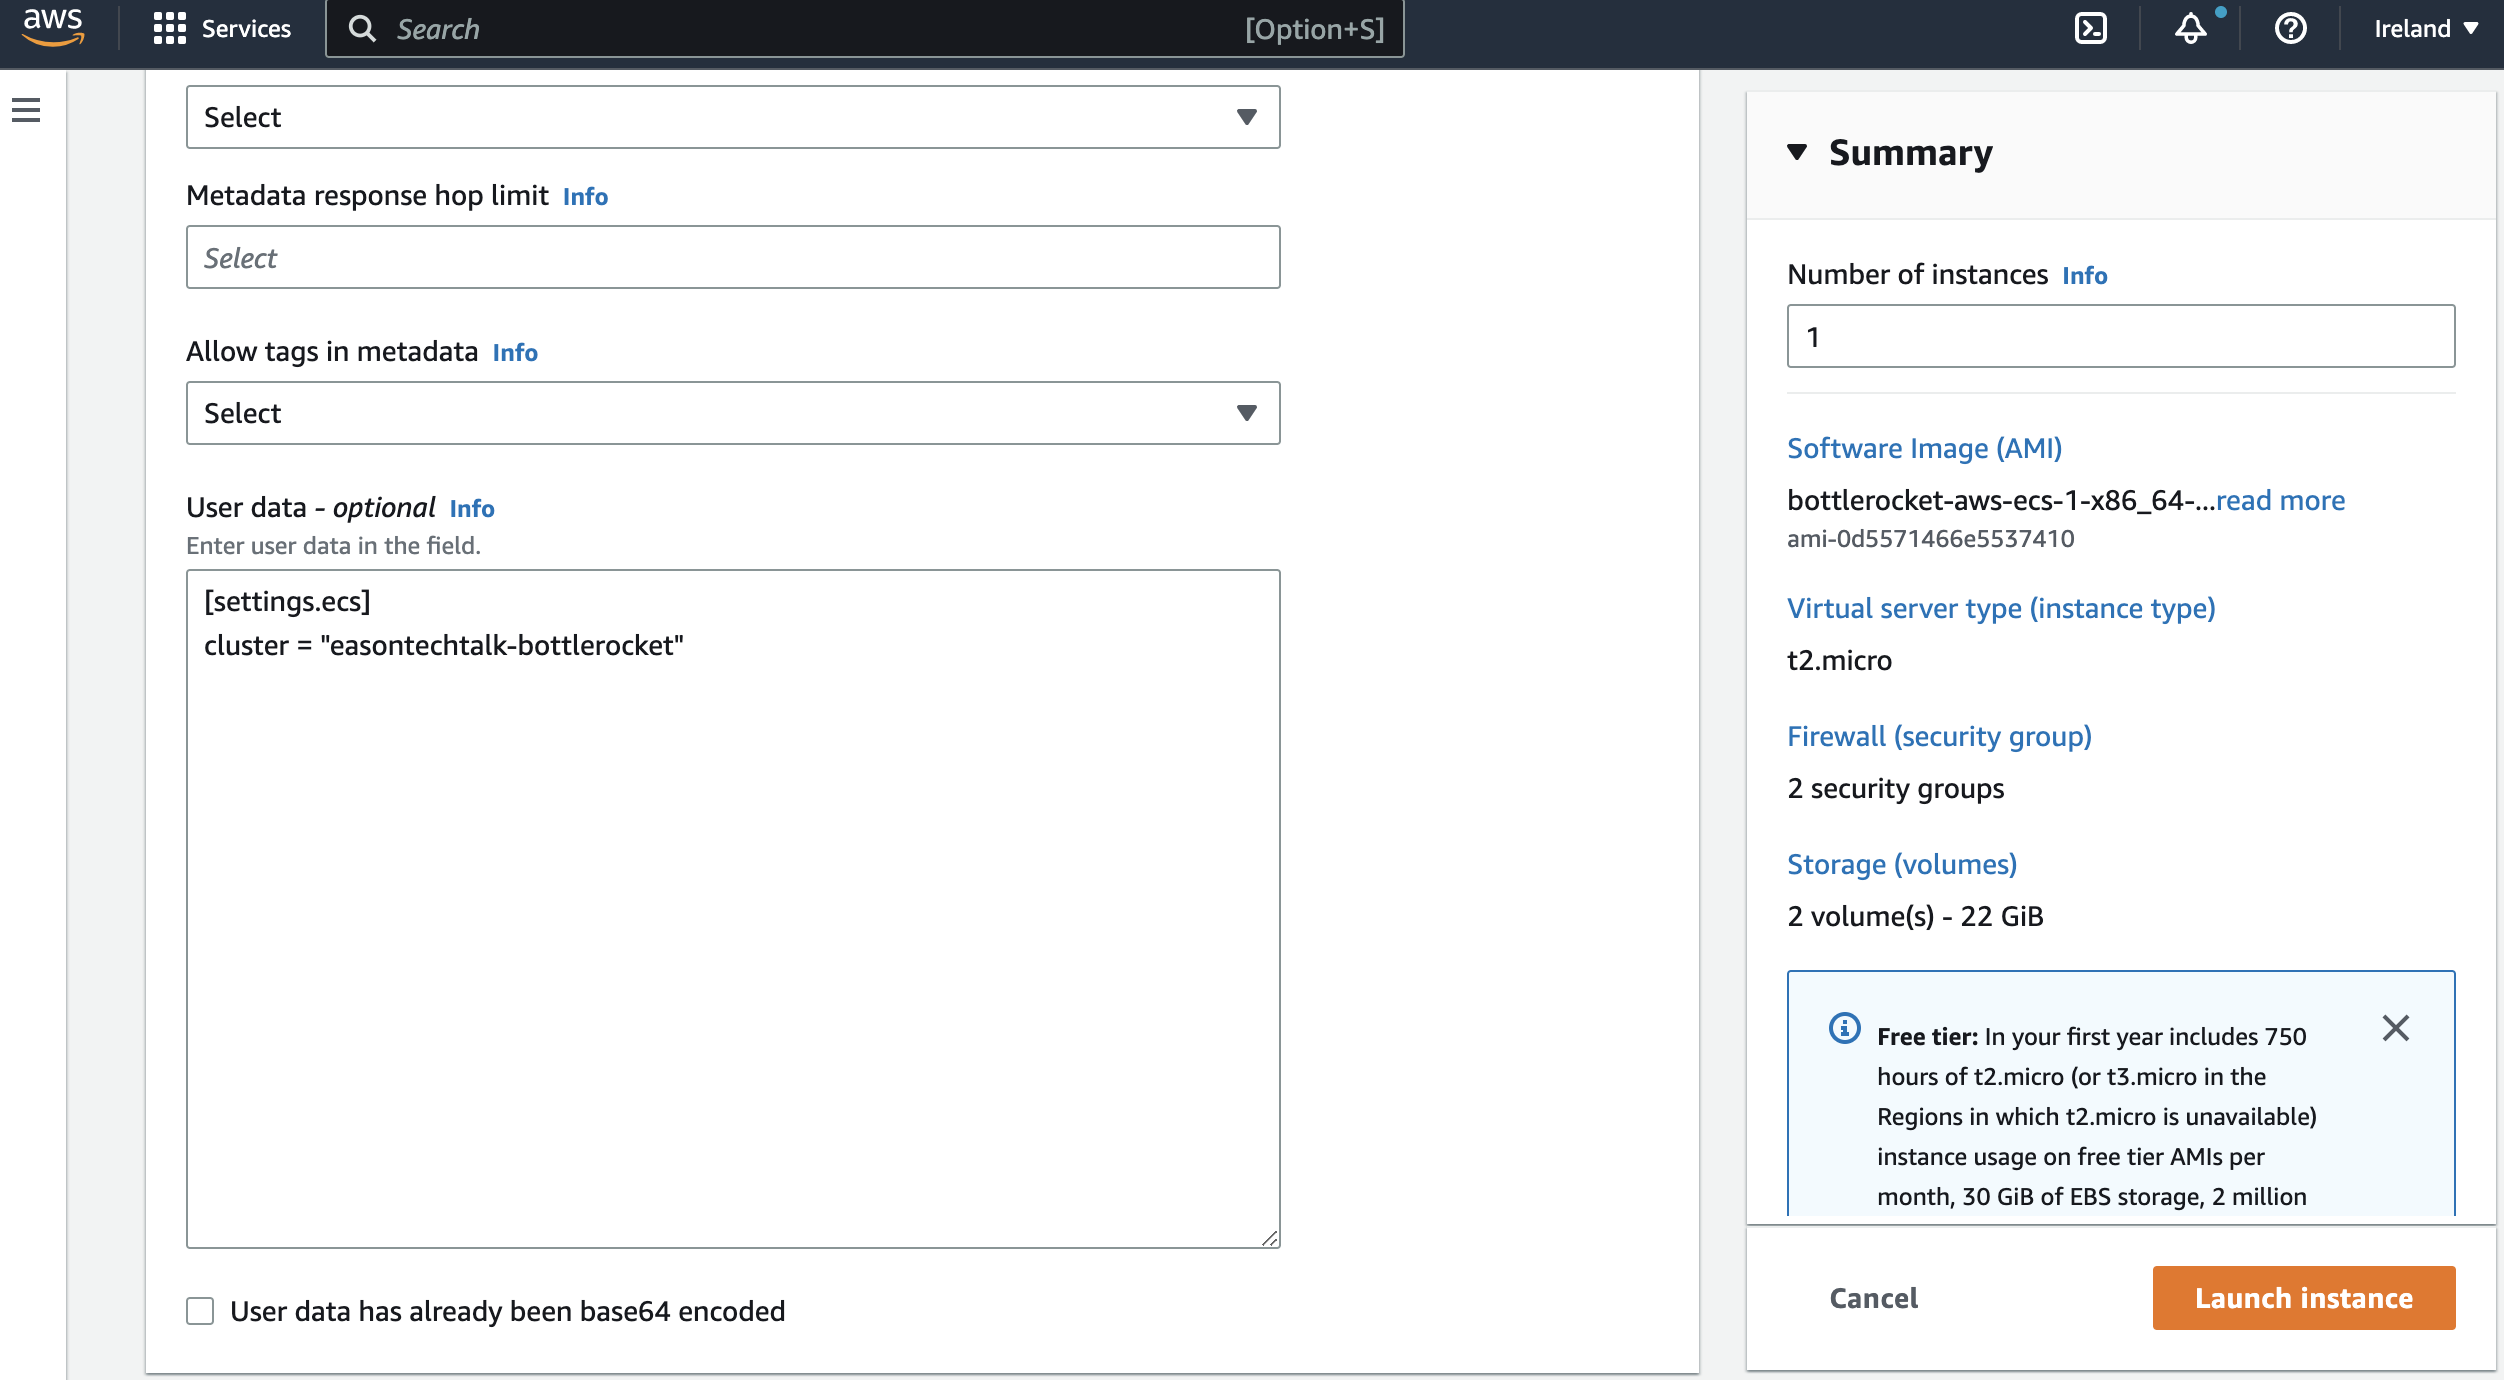 aws
Services
Search
[Option+S]
Ireland
Select
Metadata response hop limit Info
Select
Allow tags in metadata Info
Select
User data - optional Info
Enter user data in the field.
[settings.ecs]
cluster = "easontechtalk-bottlerocket"
User data has already been base64 encoded
Summary
Number of instances Info
1
Software Image (AMI)
bottlerocket-aws-ecs-1-x86_64-...read more
ami-0d5571466e5537410
Virtual server type (instance type)
t2.micro
Firewall (security group)
2 security groups
Storage (volumes)
2 volume(s) - 22 GiB
Free tier: In your first year includes 750
hours of t2.micro (or t3.micro in the
Regions in which t2.micro is unavailable)
instance usage on free tier AMIs per
month, 30 GiB of EBS storage, 2 million
Cancel
Launch instance